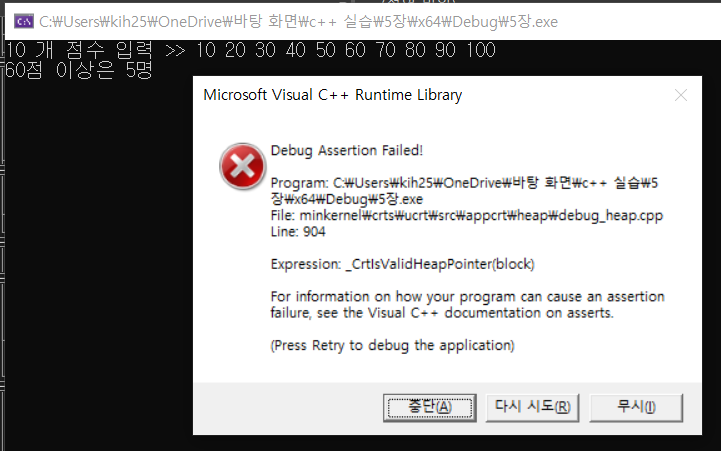 C:\Users\kih25\OneDrive\바탕 화면\c++ 실습\5장\x64\Debug\5장.exe
10 개 점수 입력 >> 10 20 30 40 50 60 70 80 90 100
60점 이상은 5명
Microsoft Visual C++ Runtime Library
Debug Assertion Failed!
Program: C:\Users\kih25\OneDrive\바탕 화면\c++ 실습\5
장\x64\Debug\5장.exe
File: minkernel\crts\ucrt\src\appcrt\heap\debug_heap.cpp
Line: 904
Expression: _CrtIsValidHeapPointer(block)
For information on how your program can cause an assertion
failure, see the Visual C++ documentation on asserts.
(Press Retry to debug the application)
중단(A) 다시 시도(R) 무시(I)